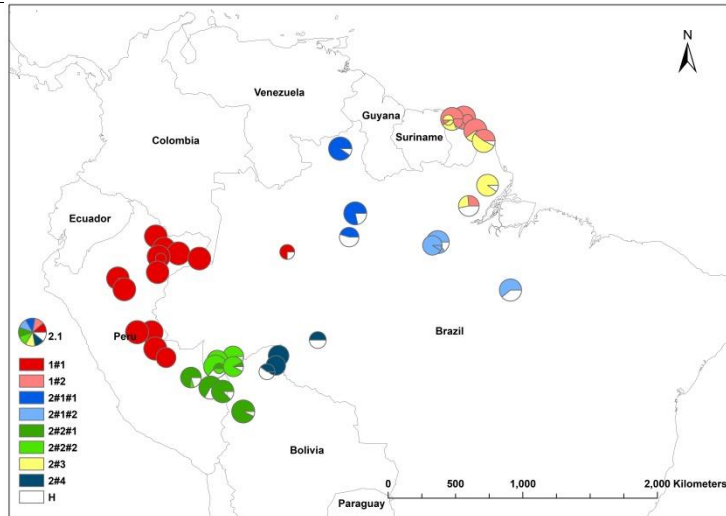 N
Venezuela
Guyana
Suriname
Colombia
Ecuador
Peru
Brazil
Bolivia
Paraguay
2.1
1#1
1#2
2#1#1
2#1#2
2#2#1
2#2#2
2#3
2#4
H
0 500 1,000 2,000 Kilometers